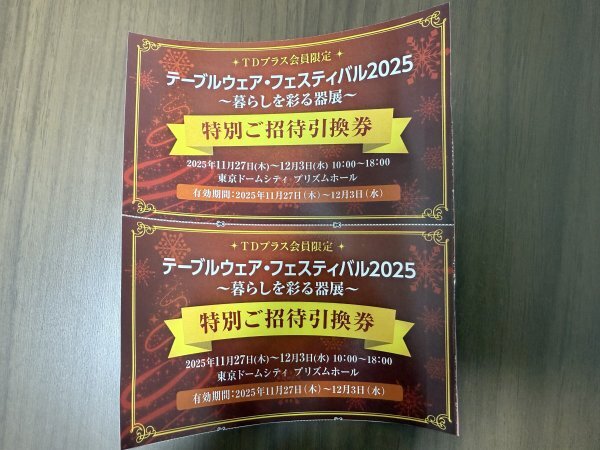 TDプラス会員限定
テーブルウェア・フェスティバル2025
～暮らしを彩る器展～
特別ご招待引換券
2025年11月27日(木)～12月3日(水) 10:00～18:00
東京ドームシティ プリズムホール
有効期間：2025年11月27日（木）～12月3日（水）
TDプラス会員限定
テーブルウェア・フェスティバル2025
～暮らしを彩る器展～
特別ご招待引換券
2025年11月27日(木)～12月3日(水) 10:00～18:00
東京ドームシティ プリズムホール
有効期間：2025年11月27日（木）～12月3日（水）